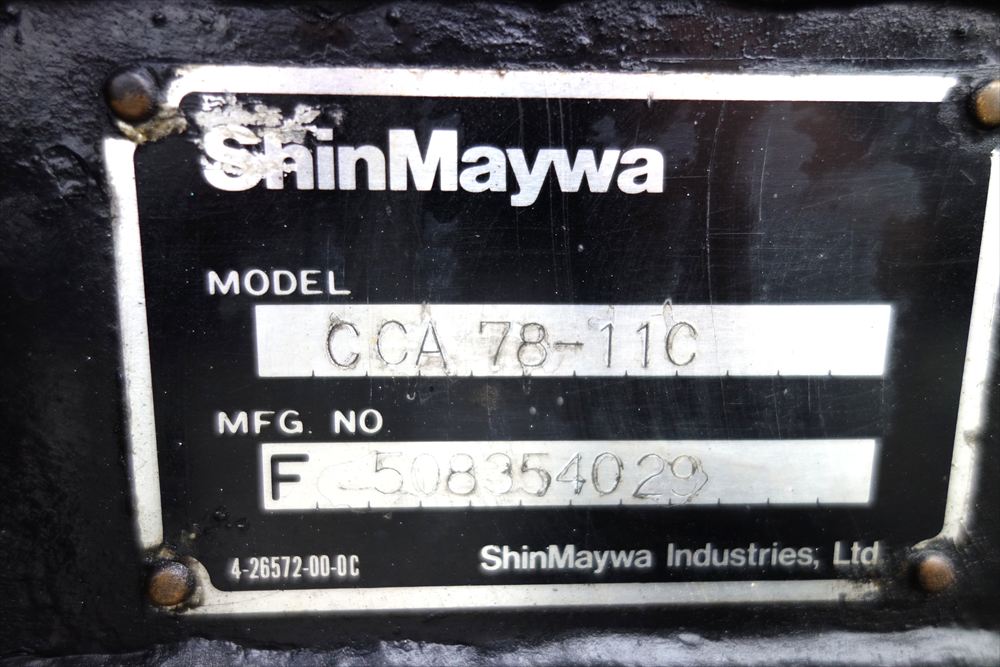 ShinMaywa
MODEL
CCA 78-11C
MFG. NO
F 508354029
4-26572-00-0C
ShinMaywa Industries, Ltd